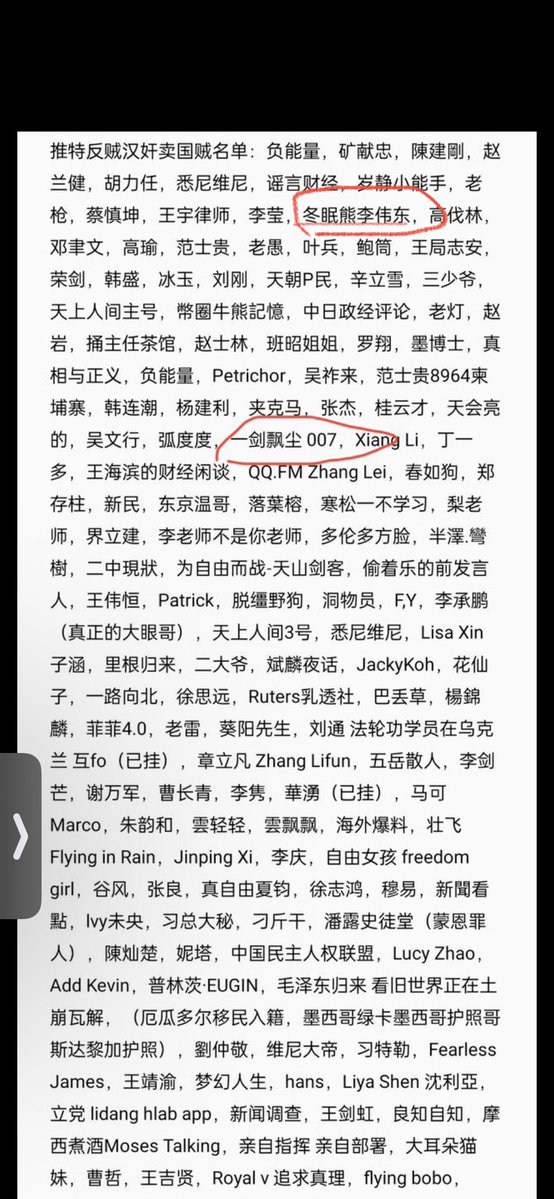 推特反贼汉奸卖国贼名单：负能量，矿献忠，陳建剛，赵
兰健，胡力任，悉尼维尼，谣言财经，岁静小能手，老
枪，蔡慎坤，王宇律师，李莹，冬眠熊李伟东，高伐林，
邓聿文，高瑜，范士贵，老愚，叶兵，鲍筒，王局志安，
荣剑，韩盛，冰玉，刘刚，天朝P民，辛立雪，三少爷，
天上人间主号，幣圈牛熊記憶，中日政经评论，老灯，赵
岩，捅主任茶馆，赵士林，班昭姐姐，罗翔，墨博士，真
相与正义，负能量，Petrichor，吴祚来，范士贵8964柬
埔寨，韩连潮，杨建利，夹克马，张杰，桂云才，天会亮
的，吴文行，弧度度，一剑飘尘 007，Xiang Li，丁一
多，王海滨的财经闲谈，QQ.FM Zhang Lei，春如狗，郑
存柱，新民，东京温哥，落葉榕，寒松一不学习，梨老
师，界立建，李老师不是你老师，多伦多方脸，半澤.彎
樹，二中現狀，为自由而战-天山剑客，偷着乐的前发言
人，王伟恒，Patrick，脱缰野狗，洞物员，F,Y，李承鹏
（真正的大眼哥），天上人间3号，悉尼维尼，Lisa Xin
子涵，里根归来，二大爷，斌麟夜话，JackyKoh，花仙
子，一路向北，徐思远，Ruters乳透社，巴丢草，楊錦
麟，菲菲4.0，老雷，葵阳先生，刘通 法轮功学员在乌克
兰 互fo（已挂），章立凡 Zhang Lifun，五岳散人，李剑
芒，谢万军，曹长青，李隽，華湧（已挂），马可
Marco，朱韵和，雲轻轻，雲飘飘，海外爆料，壮飞
Flying in Rain，Jinping Xi，李庆，自由女孩 freedom
girl，谷风，张良，真自由夏钧，徐志鸿，穆易，新聞看
點，Ivy未央，习总大秘，刁斤干，潘露史徒堂（蒙恩罪
人），陳灿楚，妮塔，中国民主人权联盟，Lucy Zhao，
Add Kevin，普林茨·EUGIN，毛泽东归来 看旧世界正在土
崩瓦解，（厄瓜多尔移民入籍，墨西哥绿卡墨西哥护照哥
斯达黎加护照），劉仲敬，维尼大帝，习特勒，Fearless
James，王靖渝，梦幻人生，hans，Liya Shen 沈利亞，
立党 lidang hlab app，新闻调查，王剑虹，良知自知，摩
西煮酒Moses Talking，亲自指挥 亲自部署，大耳朵猫
妹，曹哲，王吉贤，Royal v 追求真理，flying bobo，